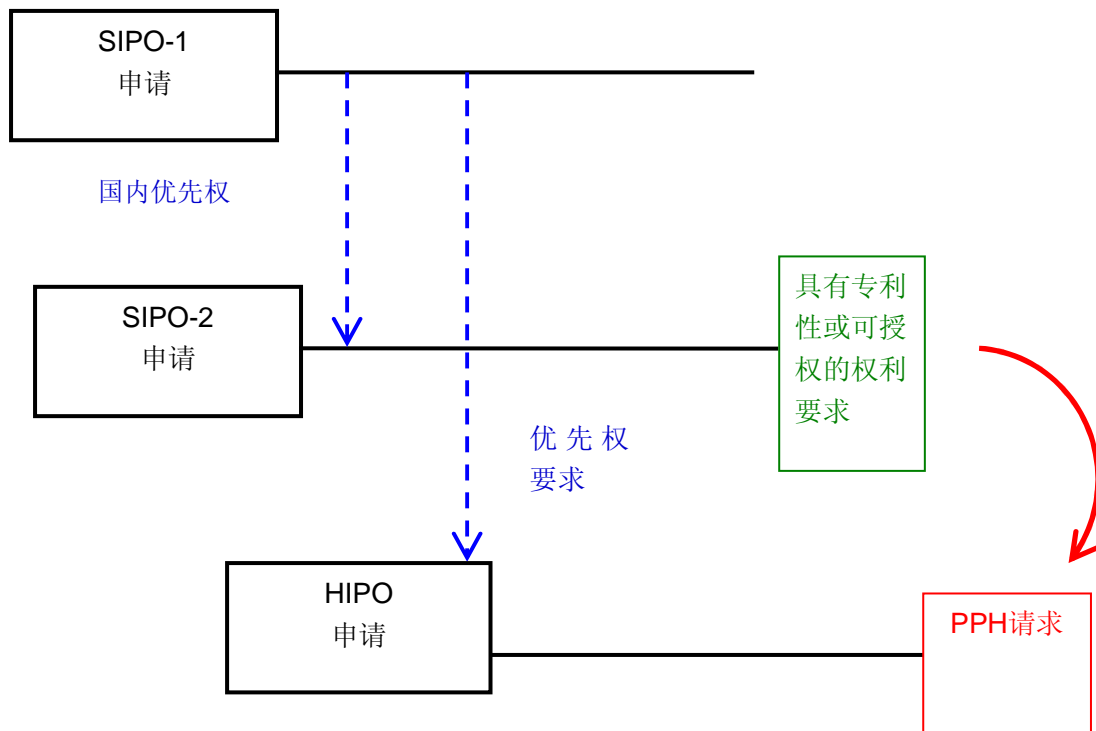 SIPO-1
申请
国内优先权
SIPO-2
申请
具有专利
性或可授
权的权利
要求
优 先 权
要求
HIPO
申请
PPH请求